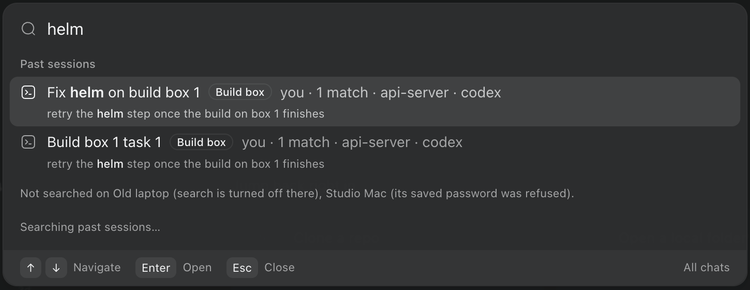 helm
Past sessions
Fix helm on build box 1 Build box you · 1 match · api-server · codex
retry the helm step once the build on box 1 finishes
Build box 1 task 1 Build box you · 1 match · api-server · codex
retry the helm step once the build on box 1 finishes
Not searched on Old laptop (search is turned off there), Studio Mac (its saved password was refused).
Searching past sessions…
↑ ↓ Navigate Enter Open Esc Close All chats